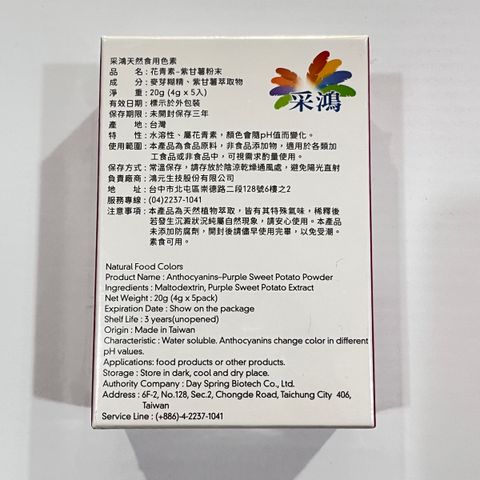 采鴻天然食用色素
品 名：花青素-紫甘薯粉末
成 分：麥芽糊精、紫甘薯萃取物
淨 重：20g (4g x 5入)
有效日期：標示於外包裝
保存期限：未開封保存三年
產 地：台灣
特 性：水溶性、屬花青素，顏色會隨pH值而變化。
使用範圍：本產品為食品原料，非食品添加物，適用於各類加
工食品或非食品中，可視需求酌量使用。
保存方式：常溫保存，請存放於陰涼乾燥通風處，避免陽光直射
負責廠商：鴻元生技股份有限公司
地 址：台中市北屯區崇德路二段128號6樓之2
服務專線：(04)2237-1041
注意事項：本產品為天然植物萃取，皆有其特殊氣味，稀釋後
若發生沉澱狀況純屬自然現象，請安心使用。本產品
未添加防腐劑，開封後請儘早使用完畢，以免受潮。
素食可用。
采鴻
Natural Food Colors
Product Name : Anthocyanins-Purple Sweet Potato Powder
Ingredients : Maltodextrin, Purple Sweet Potato Extract
Net Weight : 20g (4g x 5pack)
Expiration Date : Show on the package
Shelf Life : 3 years(unopened)
Origin : Made in Taiwan
Characteristic : Water soluble. Anthocyanins change color in different
pH values.
Applications: food products or other products.
Storage : Store in dark, cool and dry place.
Authority Company : Day Spring Biotech Co., Ltd.
Address : 6F-2, No.128, Sec.2, Chongde Road, Taichung City 406,
Taiwan
Service Line : (+886)-4-2237-1041